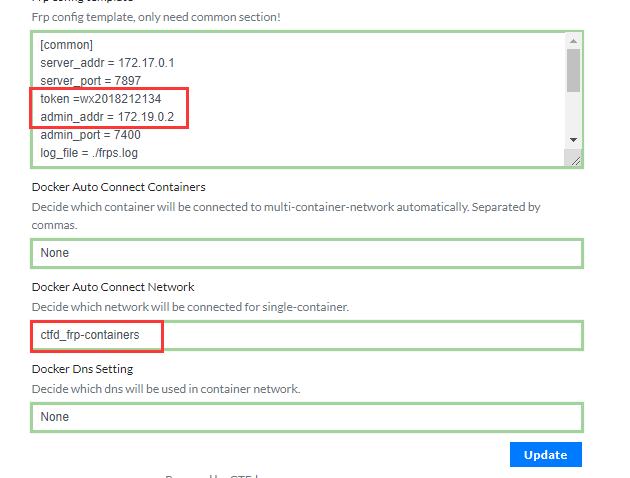 Frp config template
Frp config template, only need common section!
[common]
server_addr = 172.17.0.1
server_port = 7897
token =wx2018212134
admin_addr = 172.19.0.2
admin_port = 7400
log_file = ./frps.log
Docker Auto Connect Containers
Decide which container will be connected to multi-container-network automatically. Separated by
commas.
None
Docker Auto Connect Network
Decide which network will be connected for single-container.
ctfd_frp-containers
Docker Dns Setting
Decide which dns will be used in container network.
None
Update